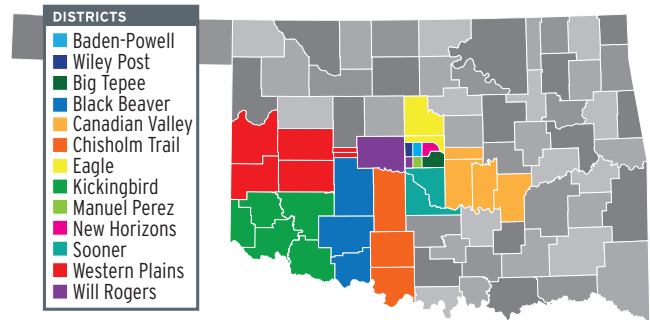 DISTRICTS
Baden-Powell
Wiley Post
Big Tepee
Black Beaver
Canadian Valley
Chisholm Trail
Eagle
Kickingbird
Manuel Perez
New Horizons
Sooner
Western Plains
Will Rogers